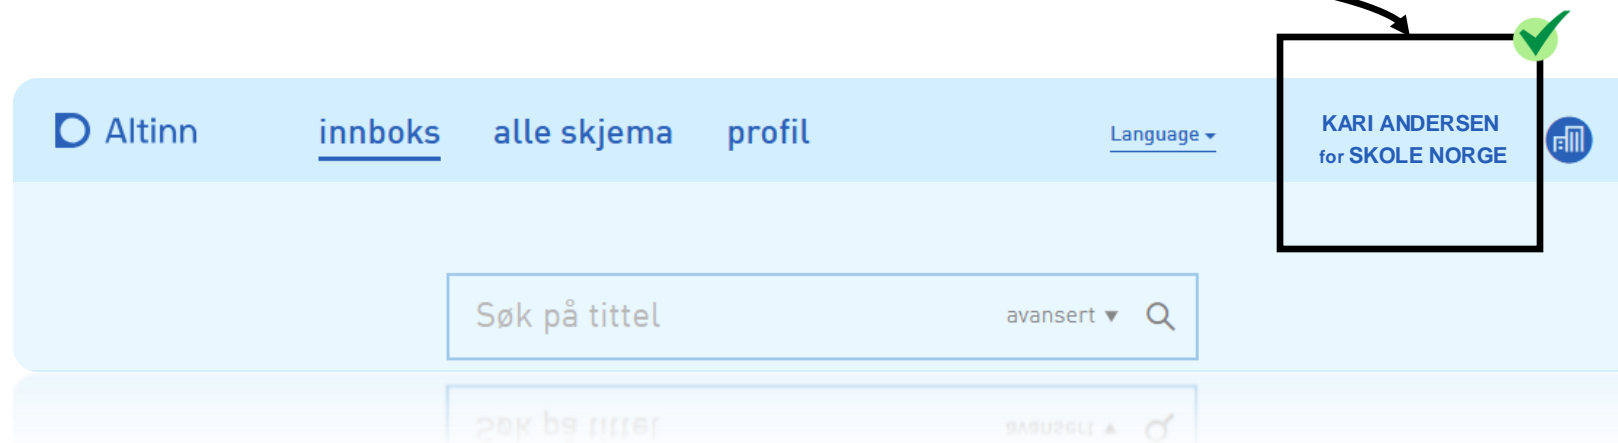 Altinn innboks alle skjema profil Language KARI ANDERSEN
for SKOLE NORGE
Søk på tittel avansert